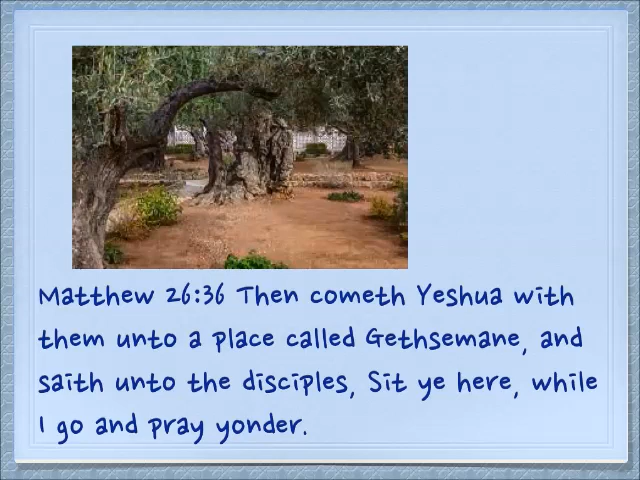 Matthew 26:36 Then cometh Yeshua with
them unto a place called Gethsemane, and
saith unto the disciples, Sit ye here, while
I go and pray yonder.